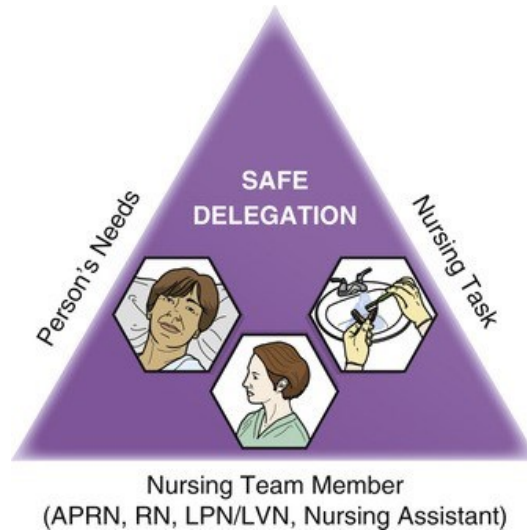 SAFE
DELEGATION
Person's Needs
Nursing Task
Nursing Team Member
(APRN, RN, LPN/LVN, Nursing Assistant)